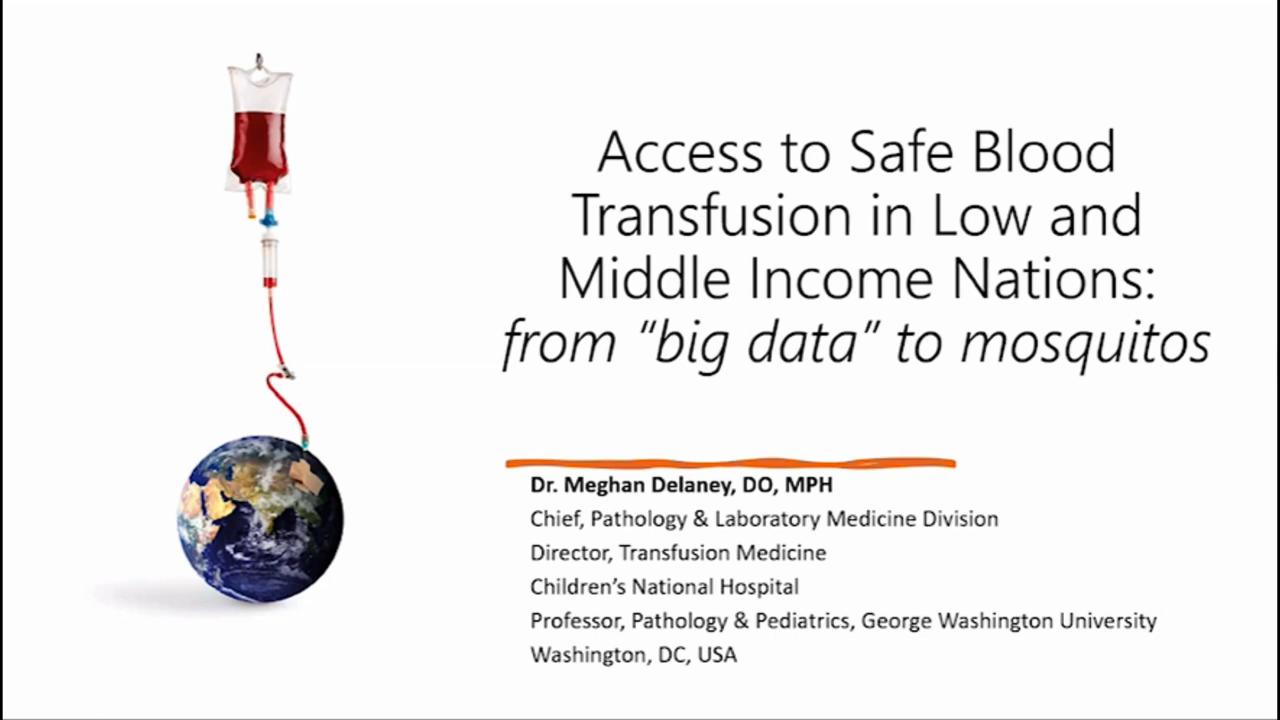 Access to Safe Blood
Transfusion in Low and
Middle Income Nations:
from “big data” to mosquitos
Dr. Meghan Delaney, DO, MPH
Chief, Pathology & Laboratory Medicine Division
Director, Transfusion Medicine
Children’s National Hospital
Professor, Pathology & Pediatrics, George Washington University
Washington, DC, USA